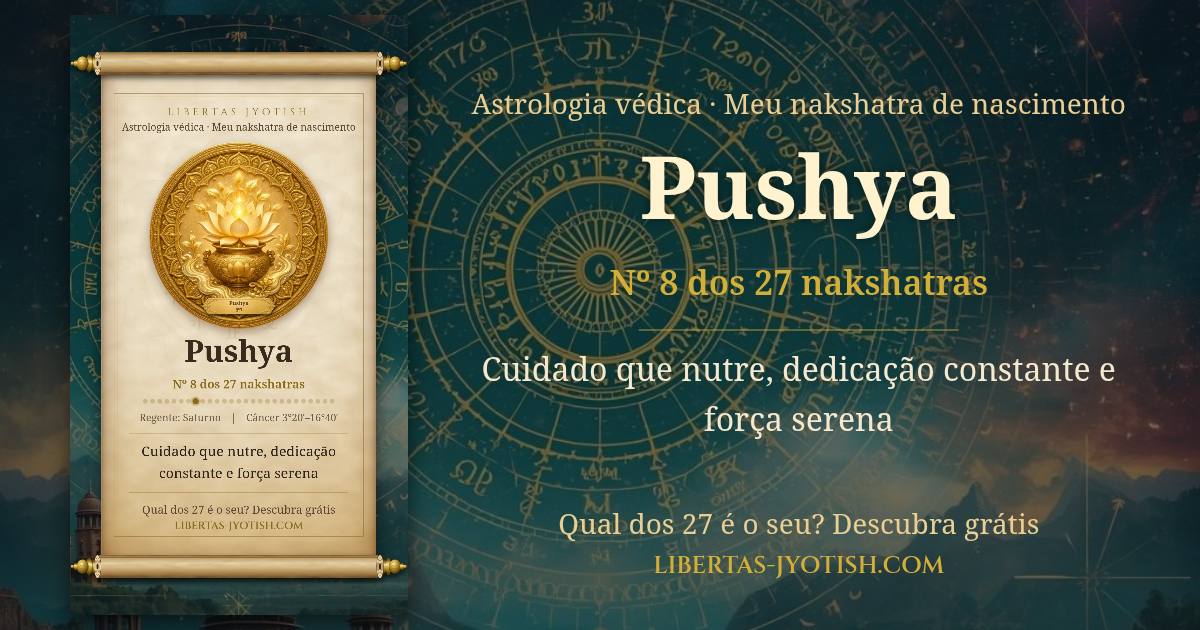 LIBERTAS JYOTISH
Astrologia védica · Meu nakshatra de nascimento
Pushya
पुष्य
Pushya
Nº 8 dos 27 nakshatras
Regente: Saturno | Câncer 3°20'–16°40'
Cuidado que nutre, dedicação
constante e força serena
Qual dos 27 é o seu? Descubra grátis
LIBERTAS-JYOTISH.COM
Astrologia védica · Meu nakshatra de nascimento
Pushya
Nº 8 dos 27 nakshatras
Cuidado que nutre, dedicação constante e
força serena
Qual dos 27 é o seu? Descubra grátis
LIBERTAS-JYOTISH.COM